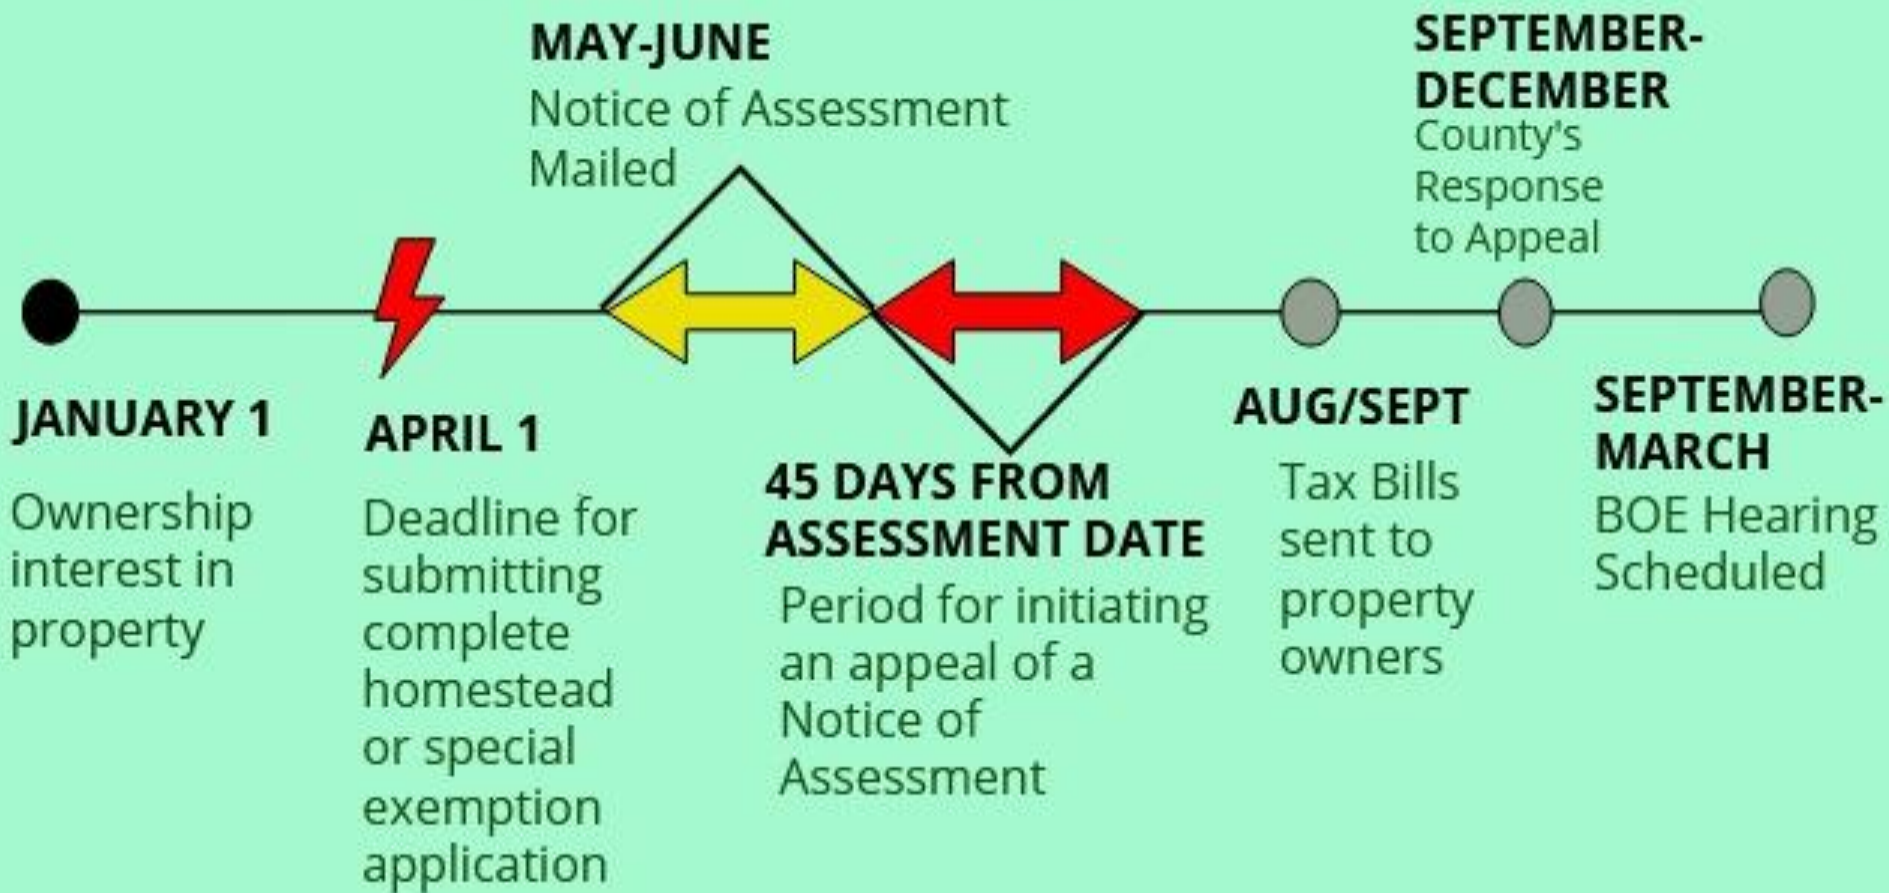 JANUARY 1
Ownership
interest in
property
APRIL 1
Deadline for
submitting
complete
homestead
or special
exemption
application
MAY-JUNE
Notice of Assessment
Mailed
45 DAYS FROM
ASSESSMENT DATE
Period for initiating
an appeal of a
Notice of
Assessment
AUG/SEPT
Tax Bills
sent to
property
owners
SEPTEMBER-
DECEMBER
County's
Response
to Appeal
SEPTEMBER-
MARCH
BOE Hearing
Scheduled